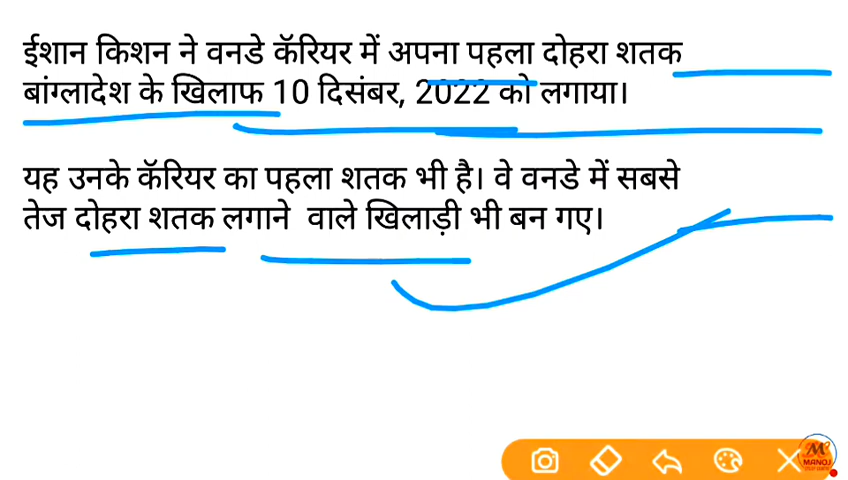 ईशान किशन ने वनडे कॅरियर में अपना पहला दोहरा शतक
बांग्लादेश के खिलाफ 10 दिसंबर, 2022 को लगाया।
यह उनके कॅरियर का पहला शतक भी है। वे वनडे में सबसे
तेज दोहरा शतक लगाने वाले खिलाड़ी भी बन गए।
MANOJ